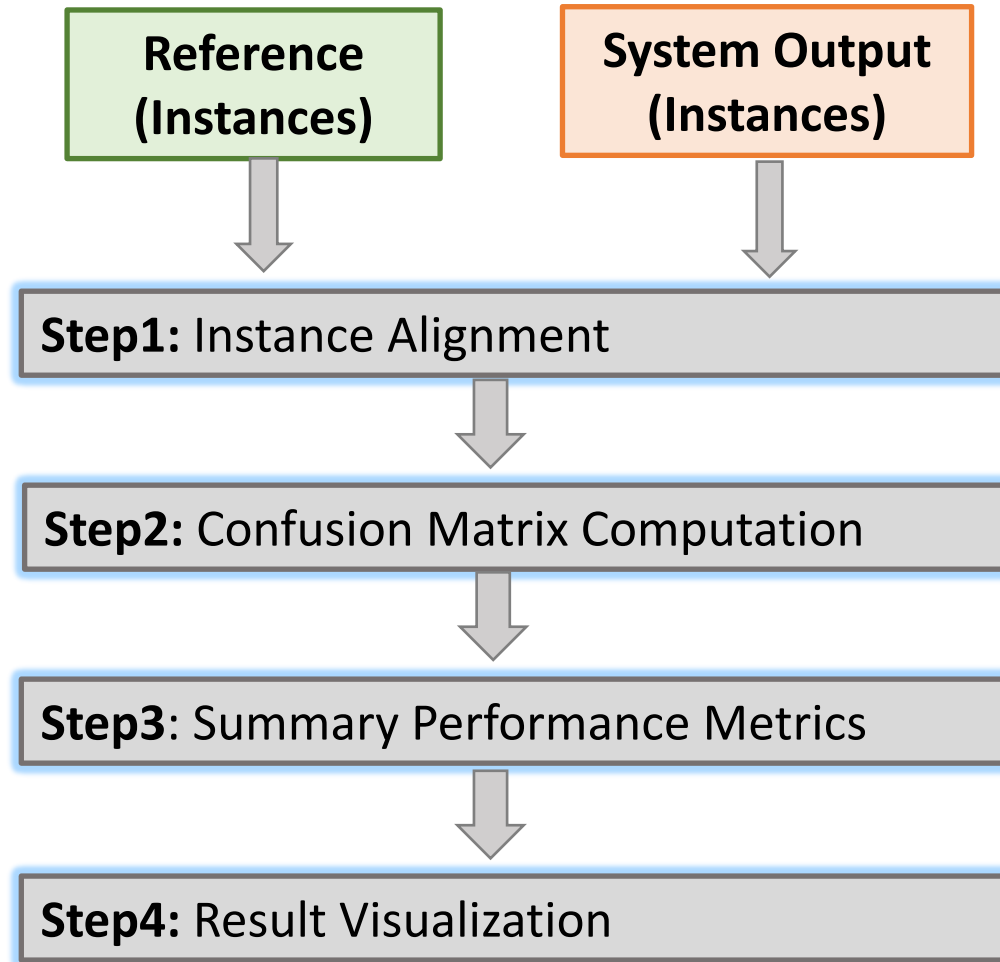 Reference
(Instances)
System Output
(Instances)
Step1: Instance Alignment
Step2: Confusion Matrix Computation
Step3: Summary Performance Metrics
Step4: Result Visualization